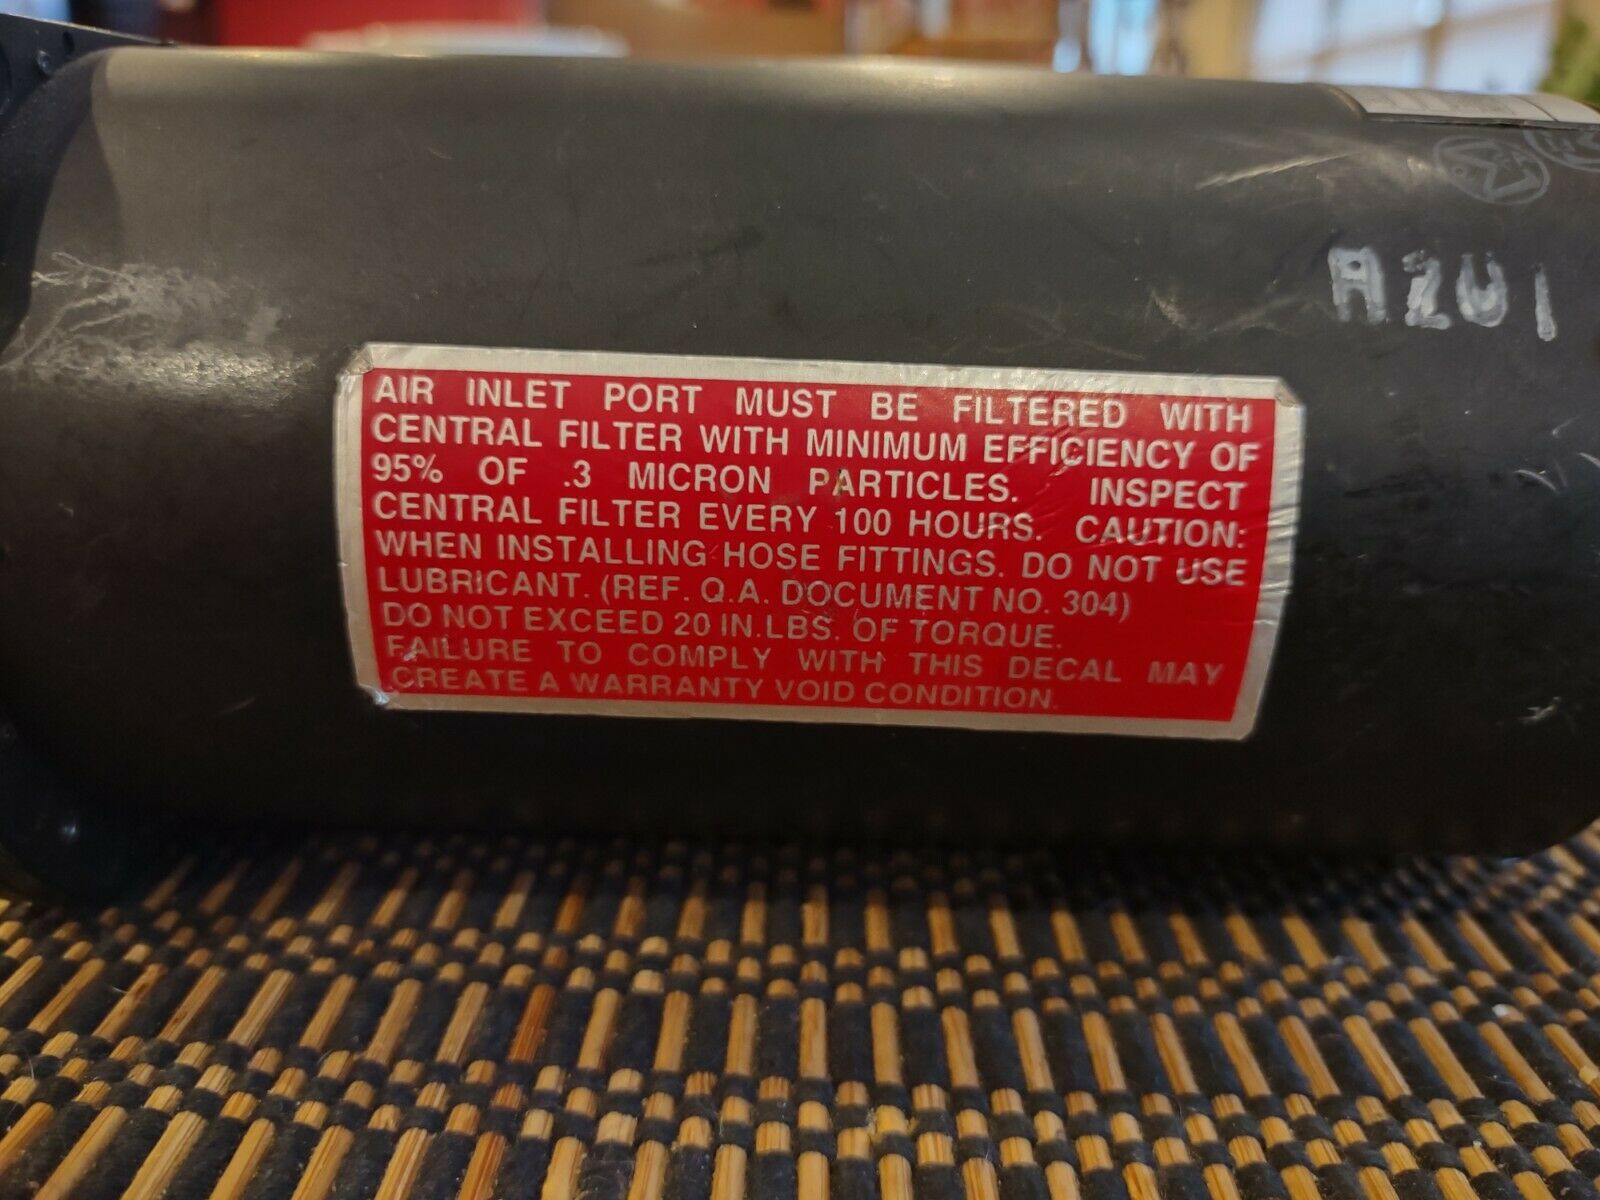 A201
AIR INLET PORT MUST BE FILTERED WITH
CENTRAL FILTER WITH MINIMUM EFFICIENCY OF
95% OF .3 MICRON PARTICLES. INSPECT
CENTRAL FILTER EVERY 100 HOURS. CAUTION:
WHEN INSTALLING HOSE FITTINGS. DO NOT USE
LUBRICANT. (REF. Q.A. DOCUMENT NO. 304)
DO NOT EXCEED 20 IN.LBS. OF TORQUE.
FAILURE TO COMPLY WITH THIS DECAL MAY
CREATE A WARRANTY VOID CONDITION.